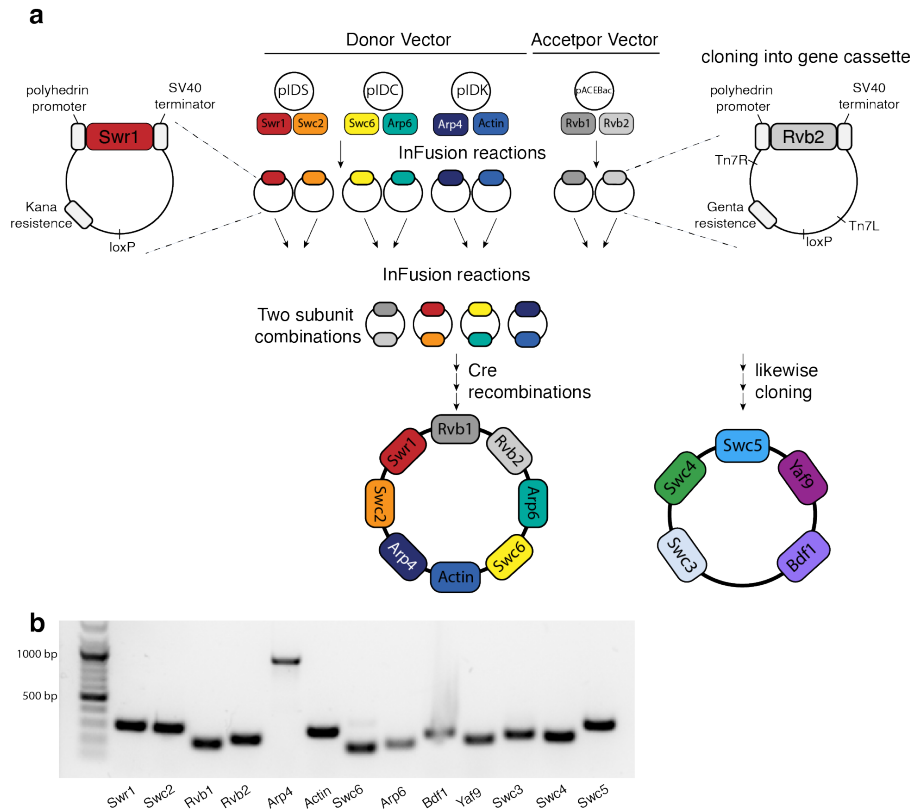 a
Donor Vector
Accetpor Vector
cloning into gene cassette
polyhedrin
promoter
SV40
terminator
Swr1
Kana
resistence
loxP
pIDS
pIDC
pIDK
pACEBac
Swr1 Swc2 Swc6 Arp6 Arp4 Actin Rvb1 Rvb2
InFusion reactions
polyhedrin
promoter
SV40
terminator
Rvb2
Tn7R
Genta
resistence
loxP
Tn7L
InFusion reactions
Two subunit
combinations
Cre
recombinations
likewise
cloning
Rvb1
Rvb2
Arp6
Swc6
Actin
Arp4
Swc2
Swr1
Swc5
Yaf9
Bdf1
Swc3
Swc4
b
1000 bp
500 bp
Swr1 Swc2 Rvb1 Rvb2 Arp4 Actin Swc6 Arp6 Bdf1 Yaf9 Swc3 Swc4 Swc5